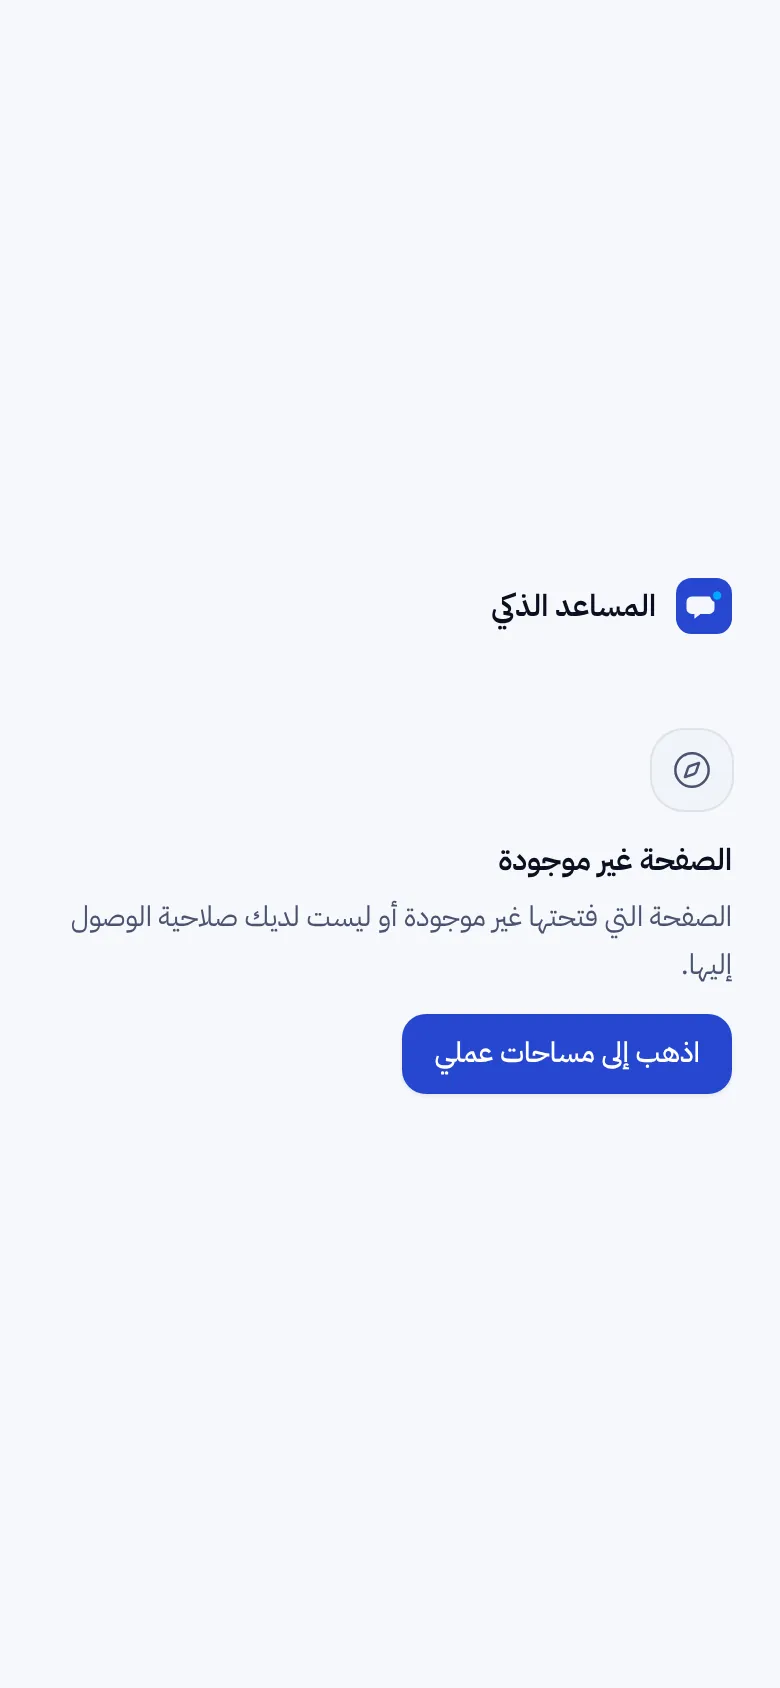 المساعد الذكي
الصفحة غير موجودة
الصفحة التي فتحتها غير موجودة أو ليست لديك صلاحية الوصول
إليها.
اذهب إلى مساحات عملي